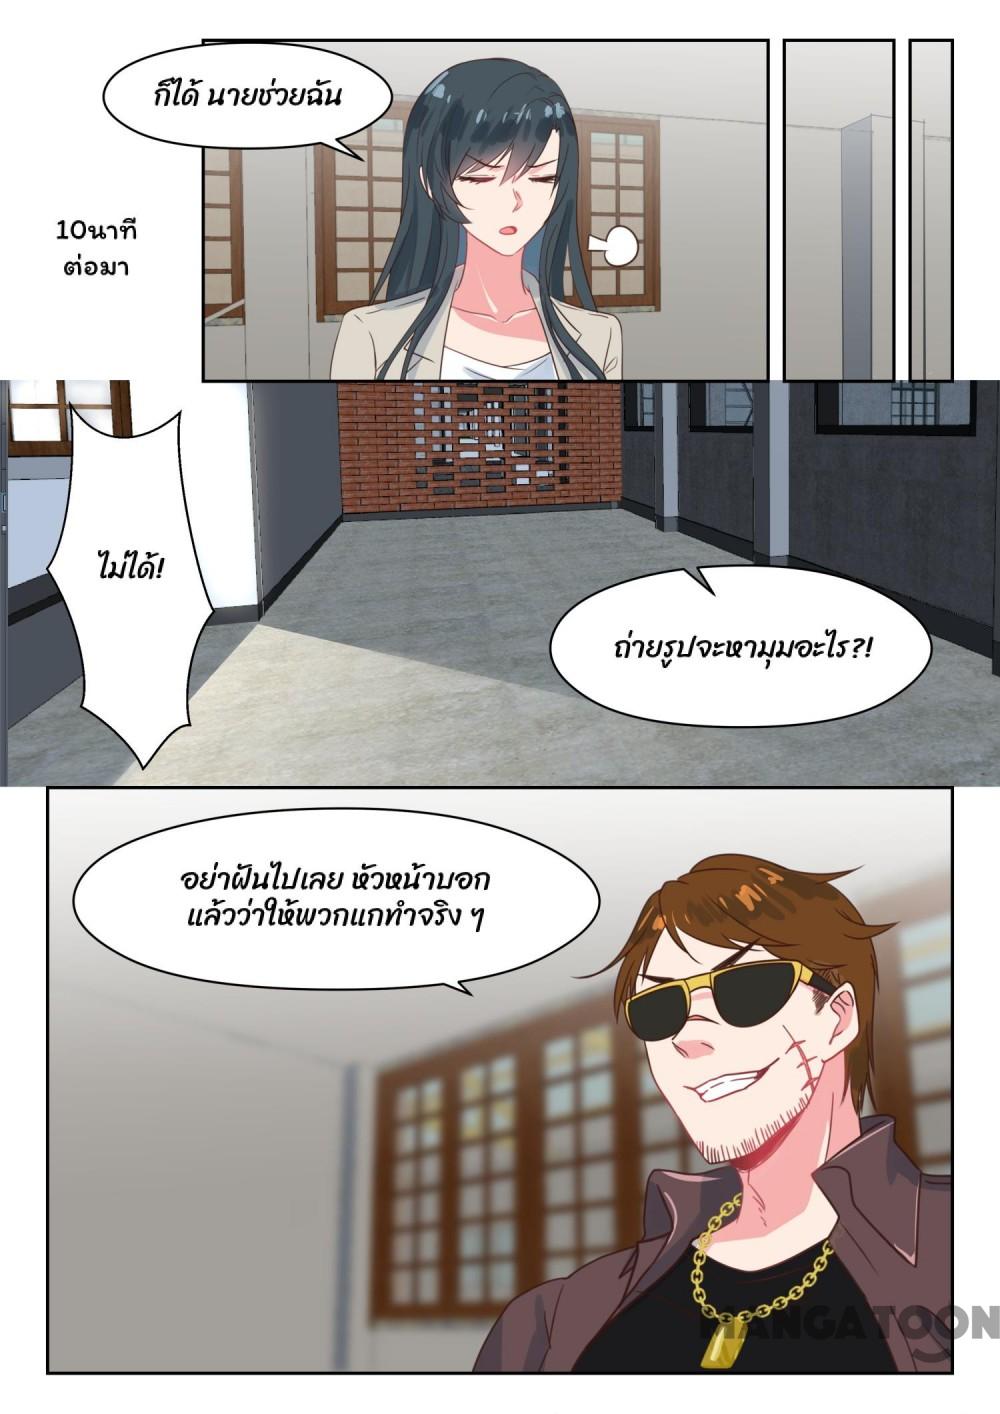 ก็ได้ นายช่วยฉัน
10นาที
ต่อมา
ไม่ได้!
ถ่ายรูปจะหามุมอะไร?!
อย่าฝันไปเลย หัวหน้าบอก
แล้วว่าให้พวกแกทำจริง ๆ
MANGATOON